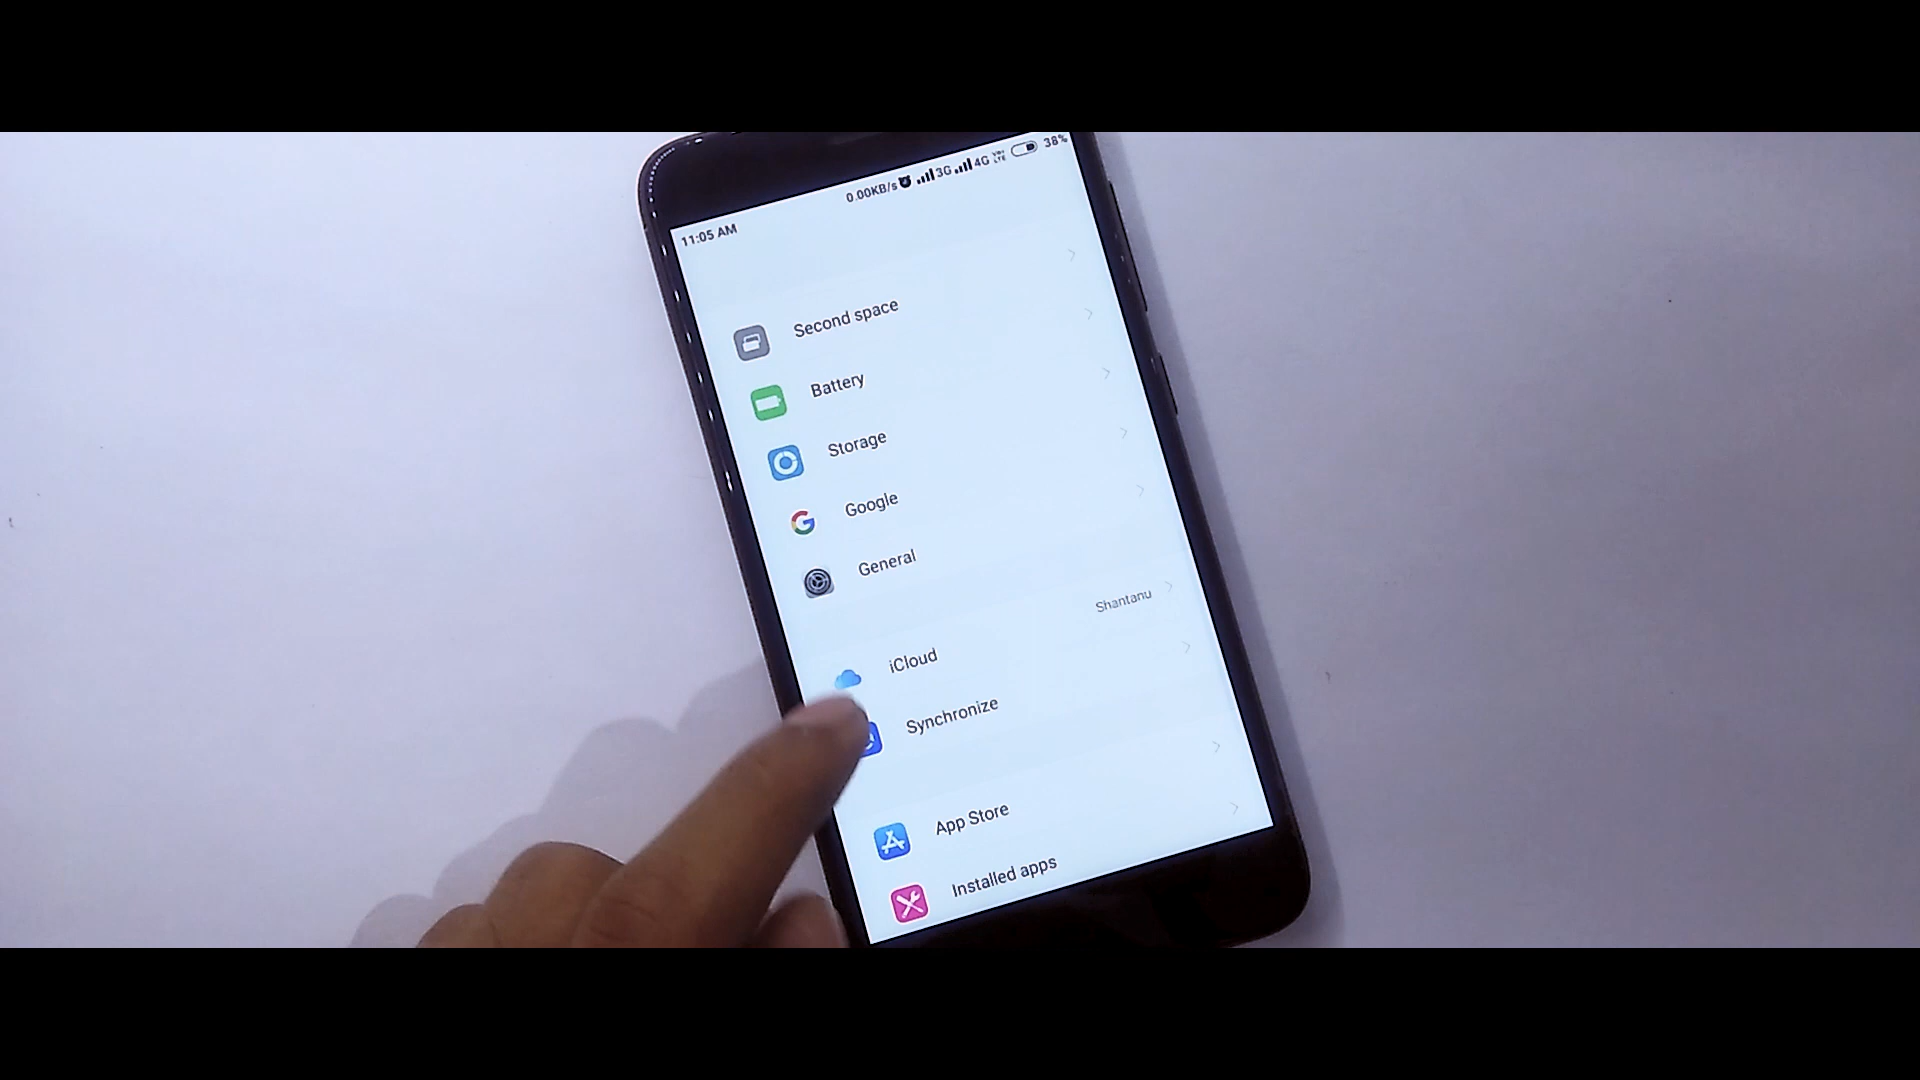 11:05 AM
0.00KB/s 3G 4G VoLTE 38%
Second space
Battery
Storage
Google
General
iCloud Shantanu
Synchronize
App Store
Installed apps